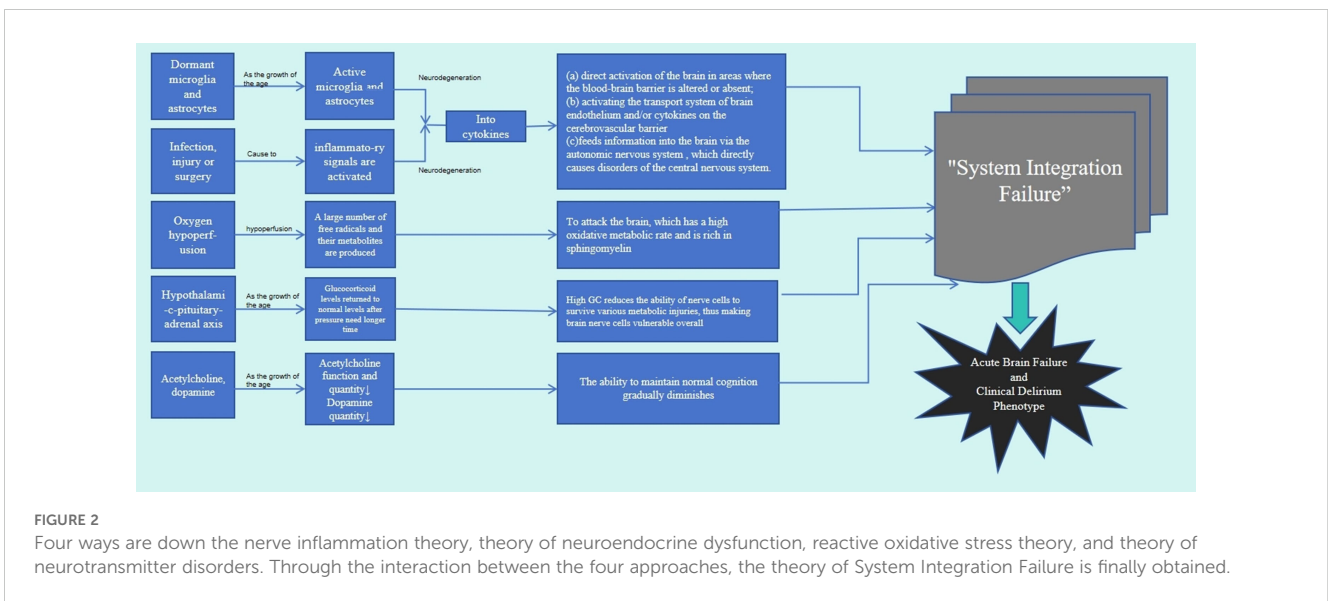 Dormant
microglia
and
astrocytes
As the growth of
the age
Active
microglia and
astrocytes
Neurodegeneration
Infection,
injury or
surgery
Cause to
inflammato-ry
signals are
activated
Neurodegeneration
Into
cytokines
(a) direct activation of the brain in areas where
the blood-brain barrier is altered or absent;
(b) activating the transport system of brain
endothelium and/or cytokines on the
cerebrovascular barrier
(c)feeds information into the brain via the
autonomic nervous system , which directly
causes disorders of the central nervous system.
Oxygen
hypoperf-
usion
hypoperfusion
A large number of
free radicals and
their metabolites
are produced
To attack the brain, which has a high
oxidative metabolic rate and is rich in
sphingomyelin
Hypothalami
-c-pituitary-
adrenal axis
As the growth of
the age
Glucocorticoid
levels returned to
normal levels after
pressure need longer
time
High GC reduces the ability of nerve cells to
survive various metabolic injuries, thus making
brain nerve cells vulnerable overall
Acetylcholine,
dopamine
As the growth of
the age
Acetylcholine
function and
quantity↓
Dopamine
quantity↓
The ability to maintain normal cognition
gradually diminishes
"System Integration
Failure”
Acute Brain Failure
and
Clinical Delirium
Phenotype
FIGURE 2
Four ways are down the nerve inflammation theory, theory of neuroendocrine dysfunction, reactive oxidative stress theory, and theory of
neurotransmitter disorders. Through the interaction between the four approaches, the theory of System Integration Failure is finally obtained.